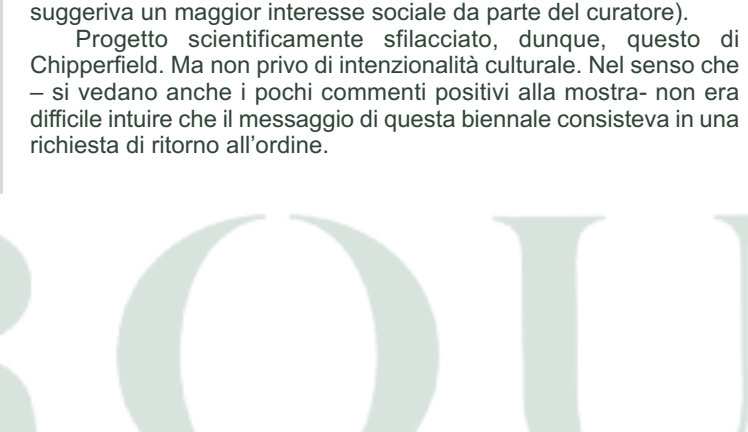 suggeriva un maggior interesse sociale da parte del curatore).
Progetto scientificamente sfilacciato, dunque, questo di
Chipperfield. Ma non privo di intenzionalità culturale. Nel senso che
– si vedano anche i pochi commenti positivi alla mostra- non era
difficile intuire che il messaggio di questa biennale consisteva in una
richiesta di ritorno all’ordine.
OU